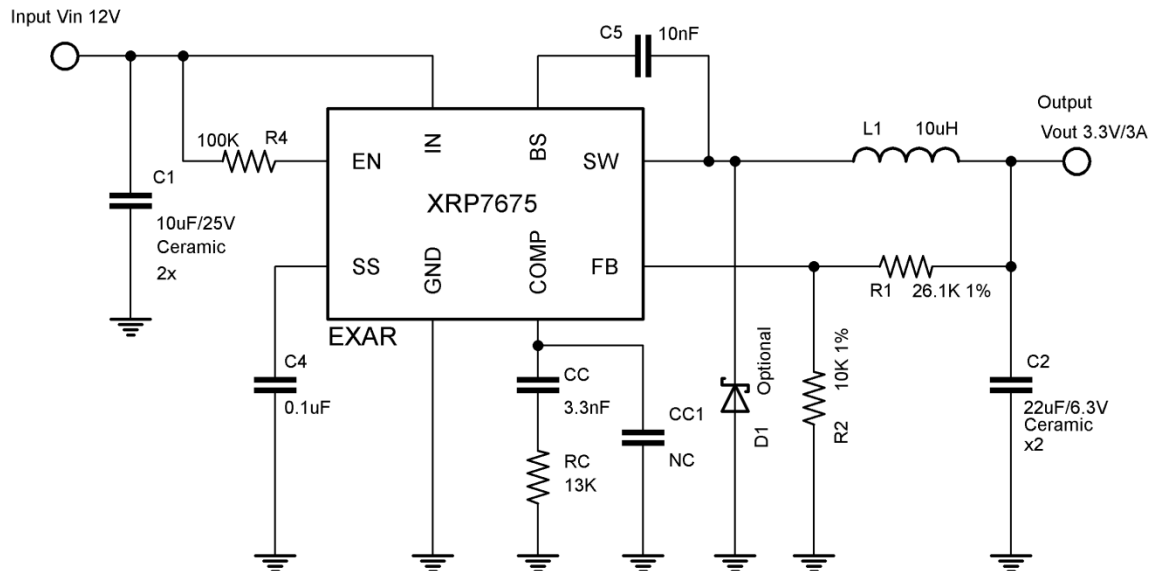 Input Vin 12V
C5
10nF
Output
Vout 3.3V/3A
100K
R4
EN
IN
BS
SW
L1
10uH
C1
10uF/25V
Ceramic
2x
XRP7675
SS
GND
COMP
FB
R1
26.1K 1%
EXAR
C4
0.1uF
CC
3.3nF
CC1
NC
RC
13K
Optional
D1
10K 1%
R2
C2
22uF/6.3V
Ceramic
x2